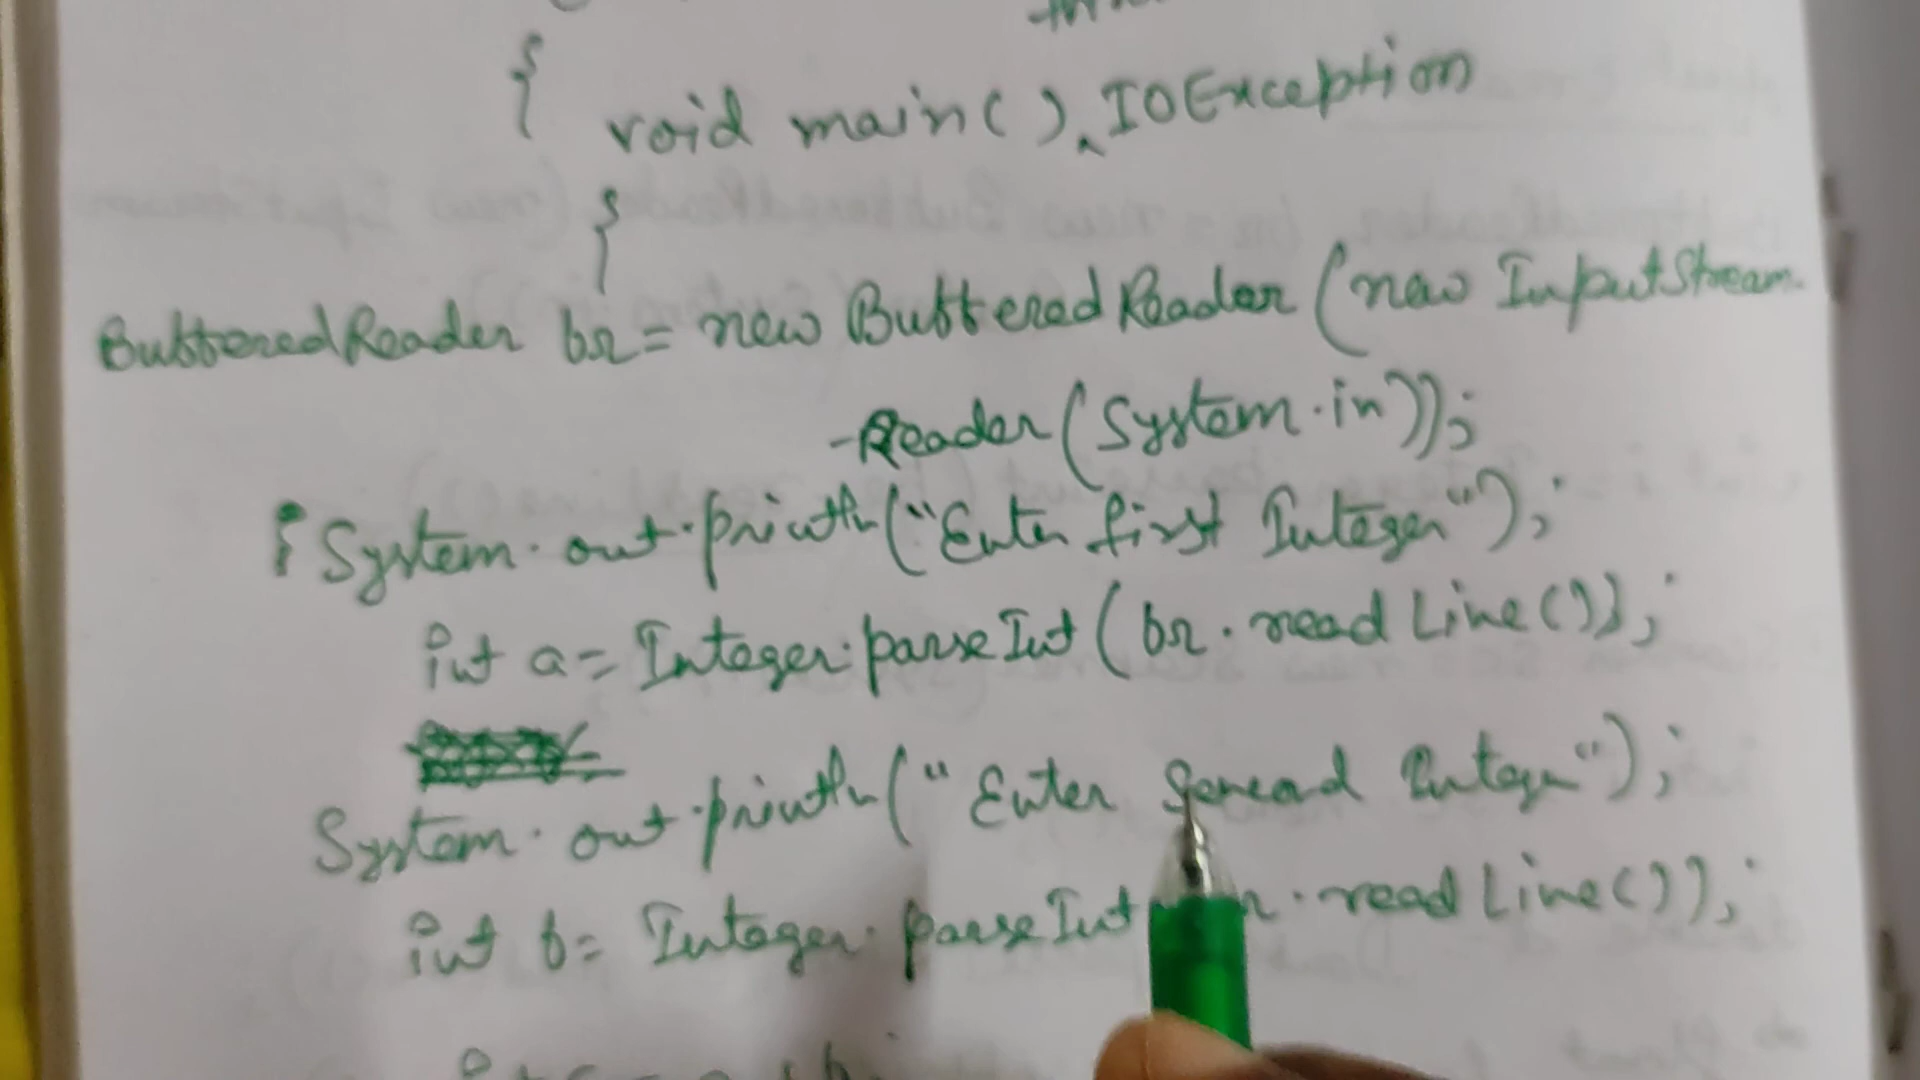 {
void main() IOException
{
BufferedReader br = new BufferedReader (new InputStream
-Reader (System.in));
System.out.println("Enter first Integer");
int a = Integer.parseInt (br.readLine());
System.out.println("Enter Second Integer");
int b = Integer.parseInt .readLine());